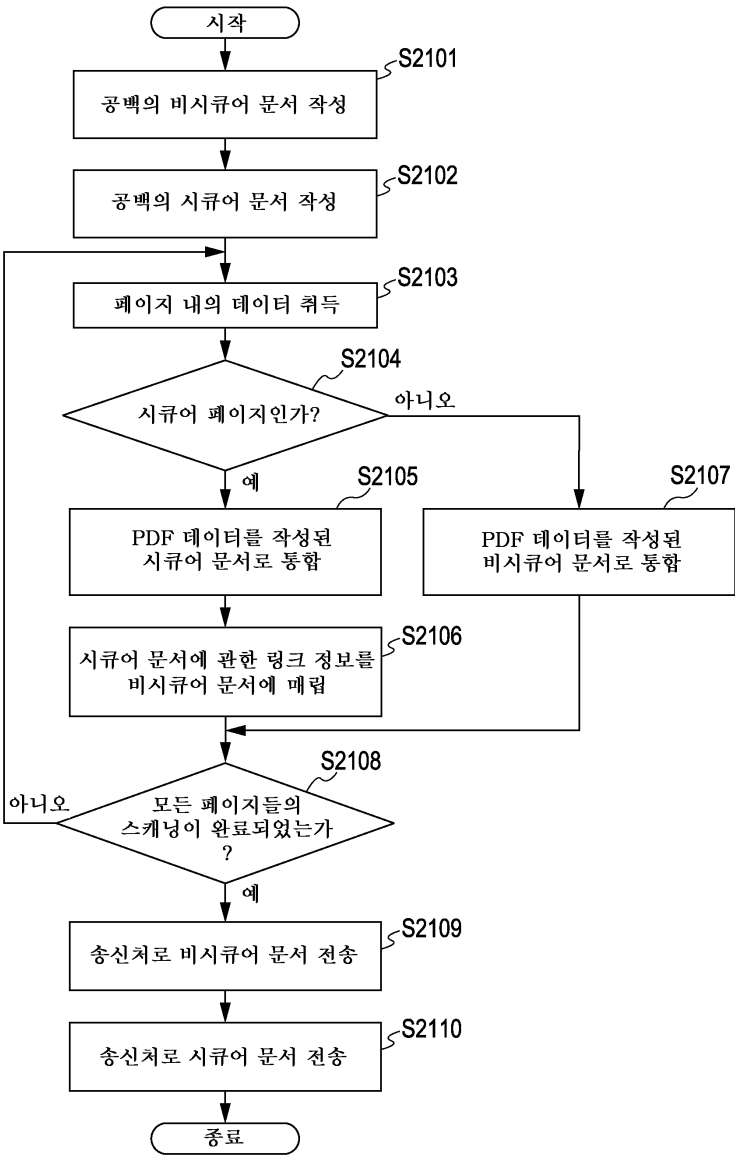 시작
S2101
공백의 비시큐어 문서 작성
S2102
공백의 시큐어 문서 작성
S2103
페이지 내의 데이터 취득
S2104
시큐어 페이지인가?
아니오
예
S2105
PDF 데이터를 작성된
시큐어 문서로 통합
S2107
PDF 데이터를 작성된
비시큐어 문서로 통합
S2106
시큐어 문서에 관한 링크 정보를
비시큐어 문서에 매립
S2108
모든 페이지들의
스캐닝이 완료되었는가
?
아니오
예
S2109
송신처로 비시큐어 문서 전송
S2110
송신처로 시큐어 문서 전송
종료